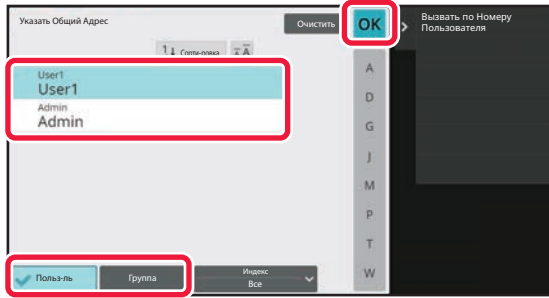 Указать Общий Адрес
Очистить
OK
Вызвать по Номеру
Пользователя
1 Сорти-ровка
A A
User1
User1
Admin
Admin
A
D
G
J
M
P
T
W
Польз-ль
Группа
Индекс
Все